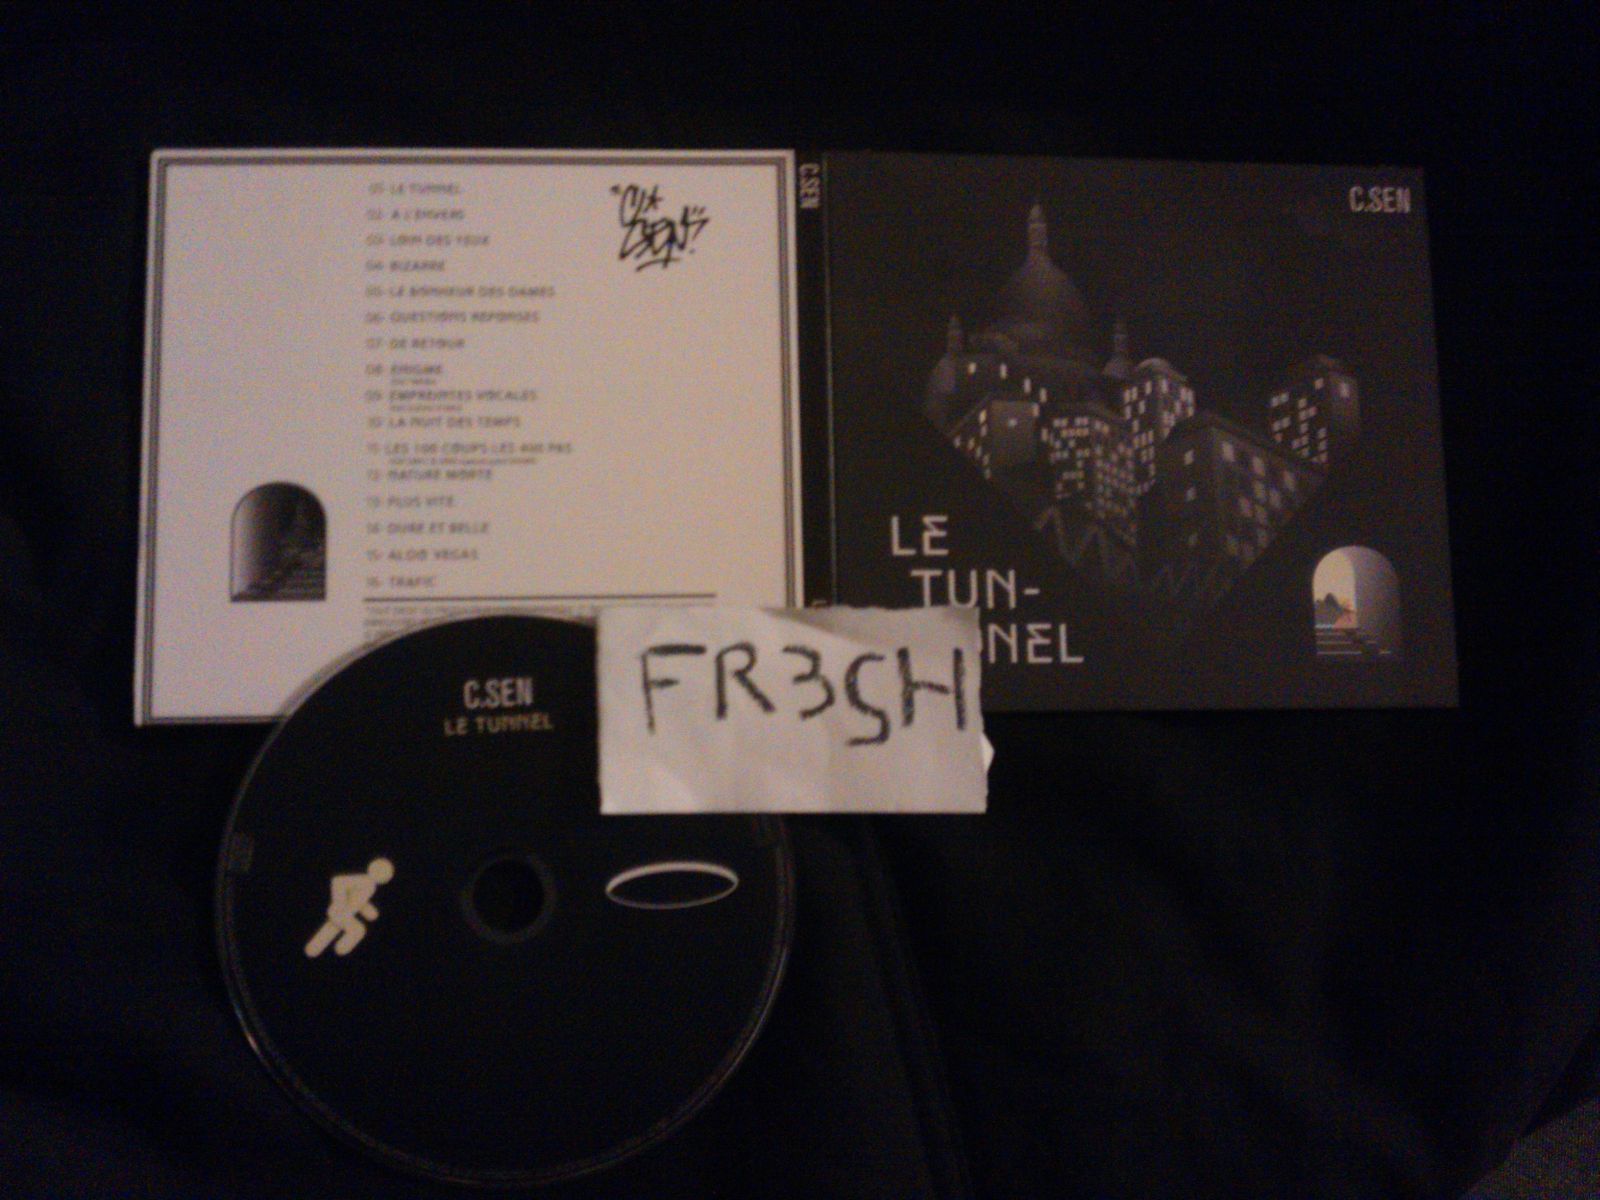 01- LE TUNNEL
02- A L'ENVERS
03- LOIN DES YEUX
04- BIZARRE
05- LE BONHEUR DES DAMES
06- QUESTIONS REPONSES
07- DE RETOUR
08- ENIGME
09- EMPREINTES VOCALES
10- LA NUIT DES TEMPS
11- LES 100 COUPS LES 400 PAS
12- NATURE MORTE
13- PLUS VITE
14- DURE ET BELLE
15- ALOÜ VEGAS
16- TRAFIC
C.SEN
C.SEN
LE
TUN-
NEL
C.SEN
LE TUNNEL
FR3SH